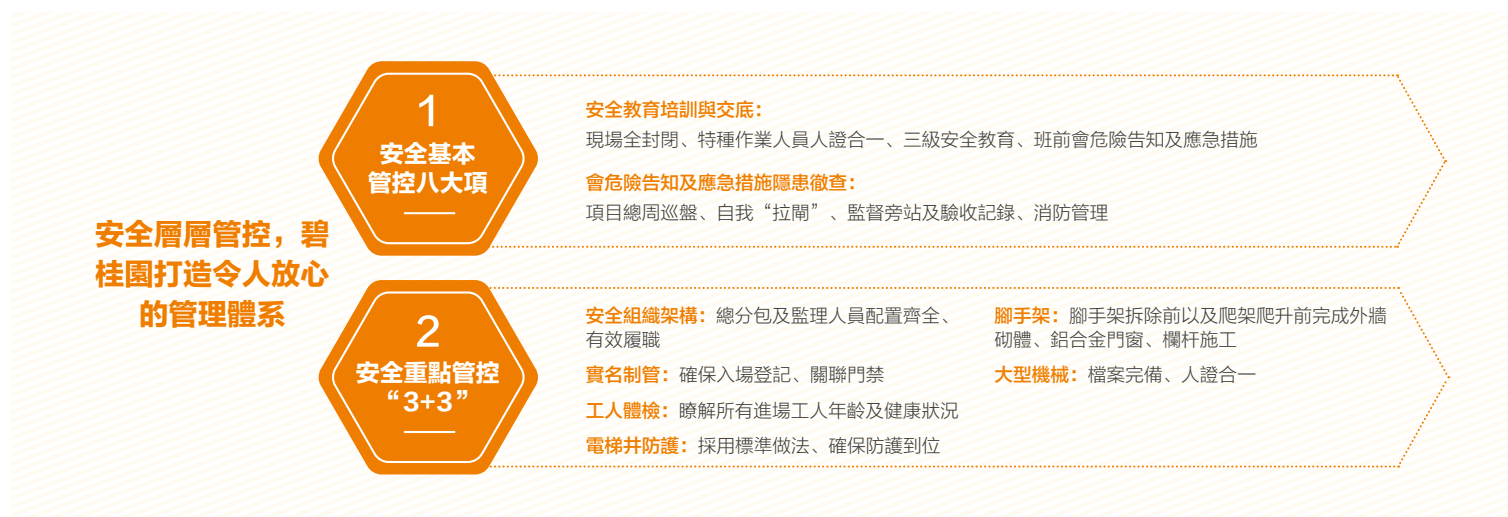 安全層層管控，碧
桂園打造令人放心
的管理體系
1
安全基本
管控八大項
安全教育培訓與交底：
現場全封閉、特種作業人員人證合一、三級安全教育、班前會危險告知及應急措施
會危險告知及應急措施隱患徹查：
項目總周巡盤、自我“拉閘”、監督旁站及驗收記錄、消防管理
2
安全重點管控
“3+3”
安全組織架構：總分包及監理人員配置齊全、
有效履職
實名制管：確保入場登記、關聯門禁
工人體檢：瞭解所有進場工人年齡及健康狀況
電梯井防護：採用標準做法、確保防護到位
腳手架：腳手架拆除前以及爬架爬升前完成外牆
砌體、鋁合金門窗、欄杆施工
大型機械：檔案完備、人證合一